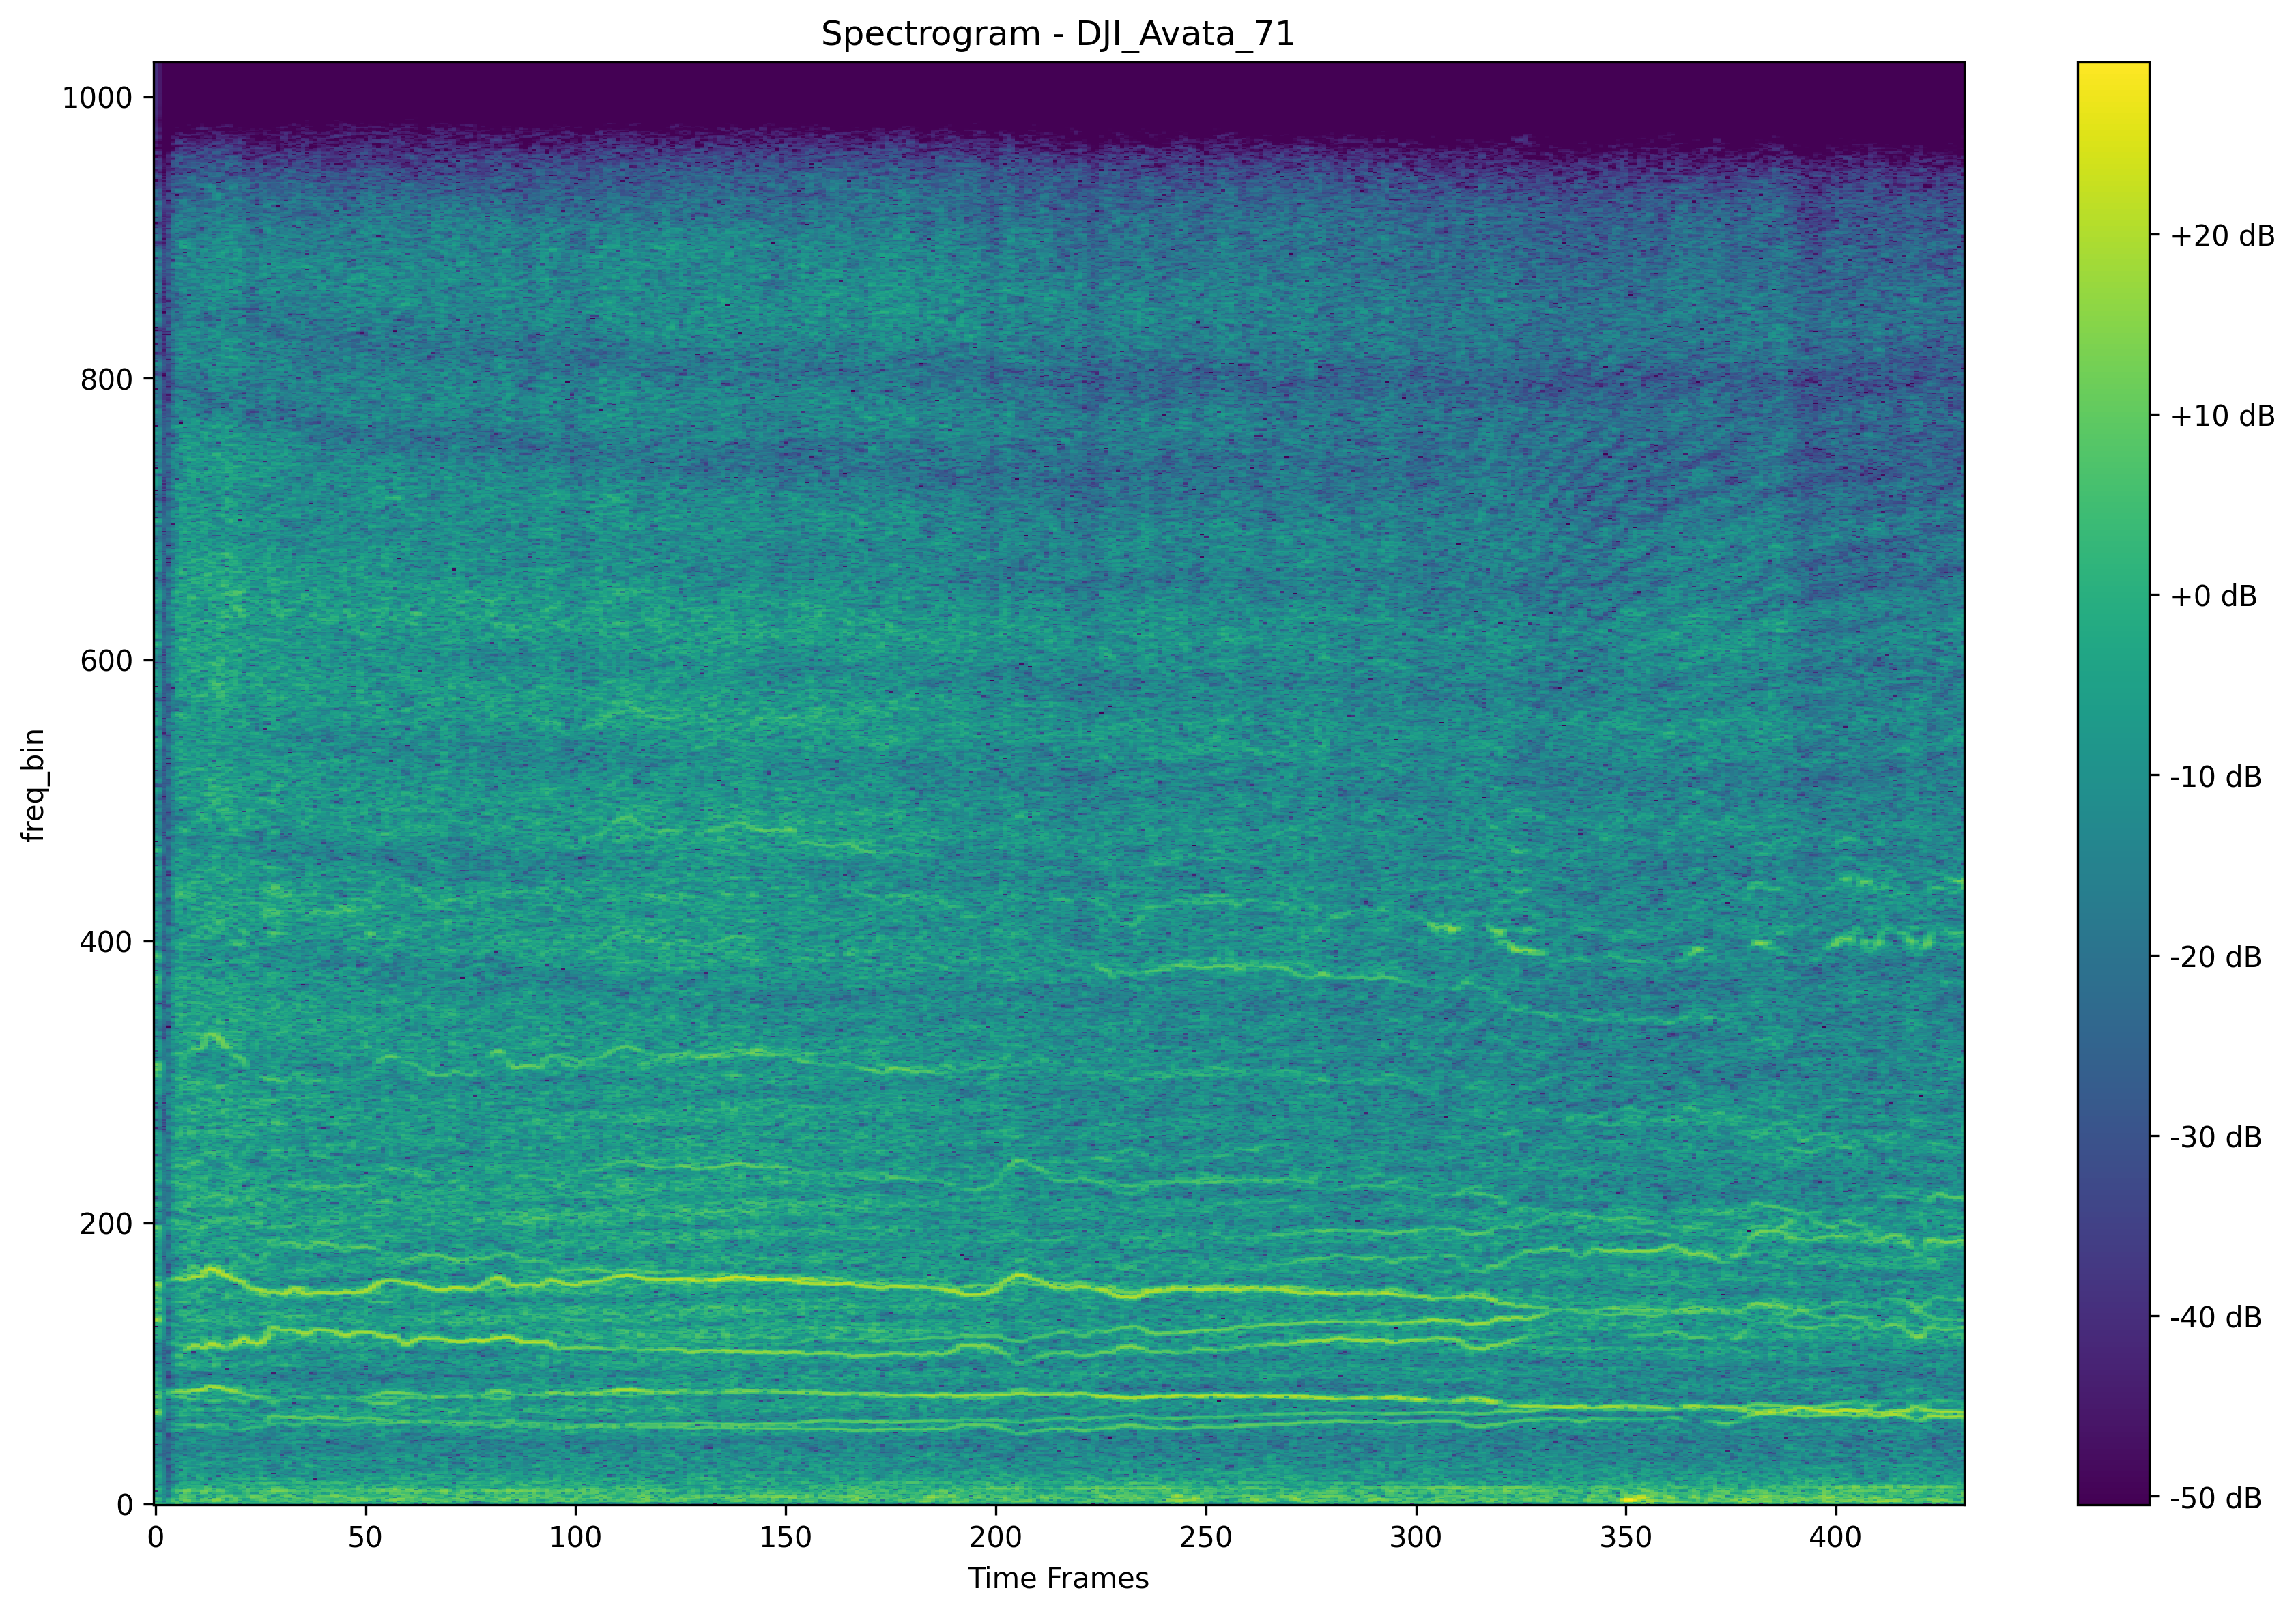 Spectrogram - DJI_Avata_71
1000
800
600
400
200
0
freq_bin
0 50 100 150 200 250 300 350 400
Time Frames
+20 dB
+10 dB
+0 dB
-10 dB
-20 dB
-30 dB
-40 dB
-50 dB